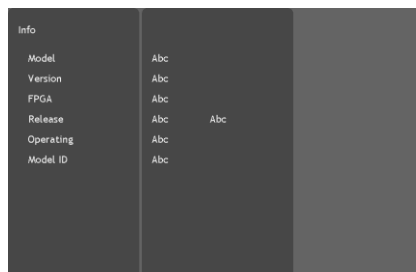 Info
Model Abc
Version Abc
FPGA Abc
Release Abc Abc
Operating Abc
Model ID Abc